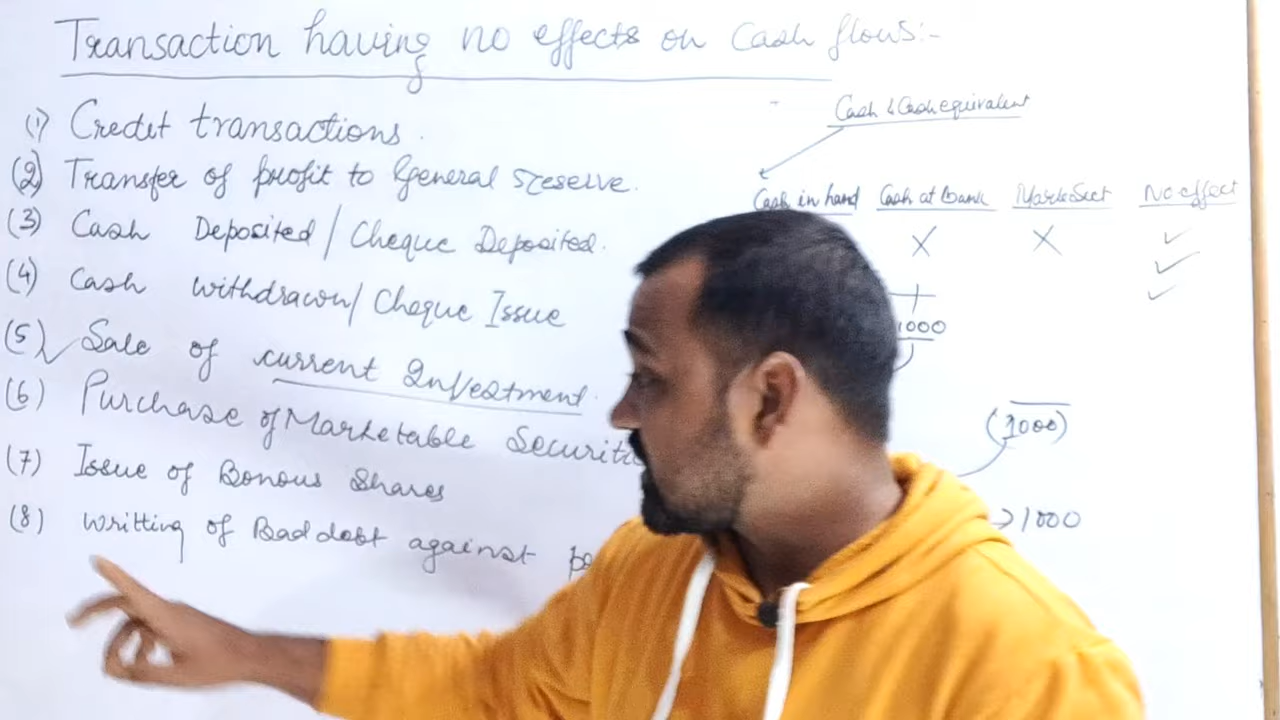 Transaction having no effects on Cash flows:-
(1) Credit transactions.
(2) Transfer of profit to General reserve.
(3) Cash Deposited / Cheque Deposited.
(4) Cash withdrawn/ Cheque Issue
(5) Sale of current Investment.
(6) Purchase of Marketable
(7) Issue of Bonous Shares
(8) Writting of Bad debt against
Cash & Cash equivalent
Cash in hand Cash at Bank No effect
1000
(1000)
1000